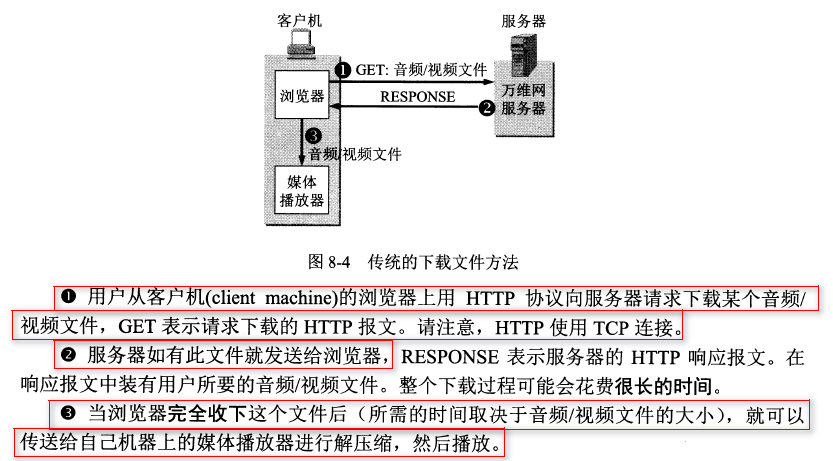 客户机
服务器
❶ GET: 音频/视频文件
浏览器
RESPONSE
❷
万维网
服务器
❸
音频/视频文件
媒体
播放器
图 8-4 传统的下载文件方法
❶ 用户从客户机(client machine)的浏览器上用 HTTP 协议向服务器请求下载某个音频/
视频文件，GET 表示请求下载的 HTTP 报文。请注意，HTTP 使用 TCP 连接。
❷ 服务器如有此文件就发送给浏览器，RESPONSE 表示服务器的 HTTP 响应报文。在
响应报文中装有用户所要的音频/视频文件。整个下载过程可能会花费很长的时间。
❸ 当浏览器完全收下这个文件后（所需的时间取决于音频/视频文件的大小），就可以
传送给自己机器上的媒体播放器进行解压缩，然后播放。